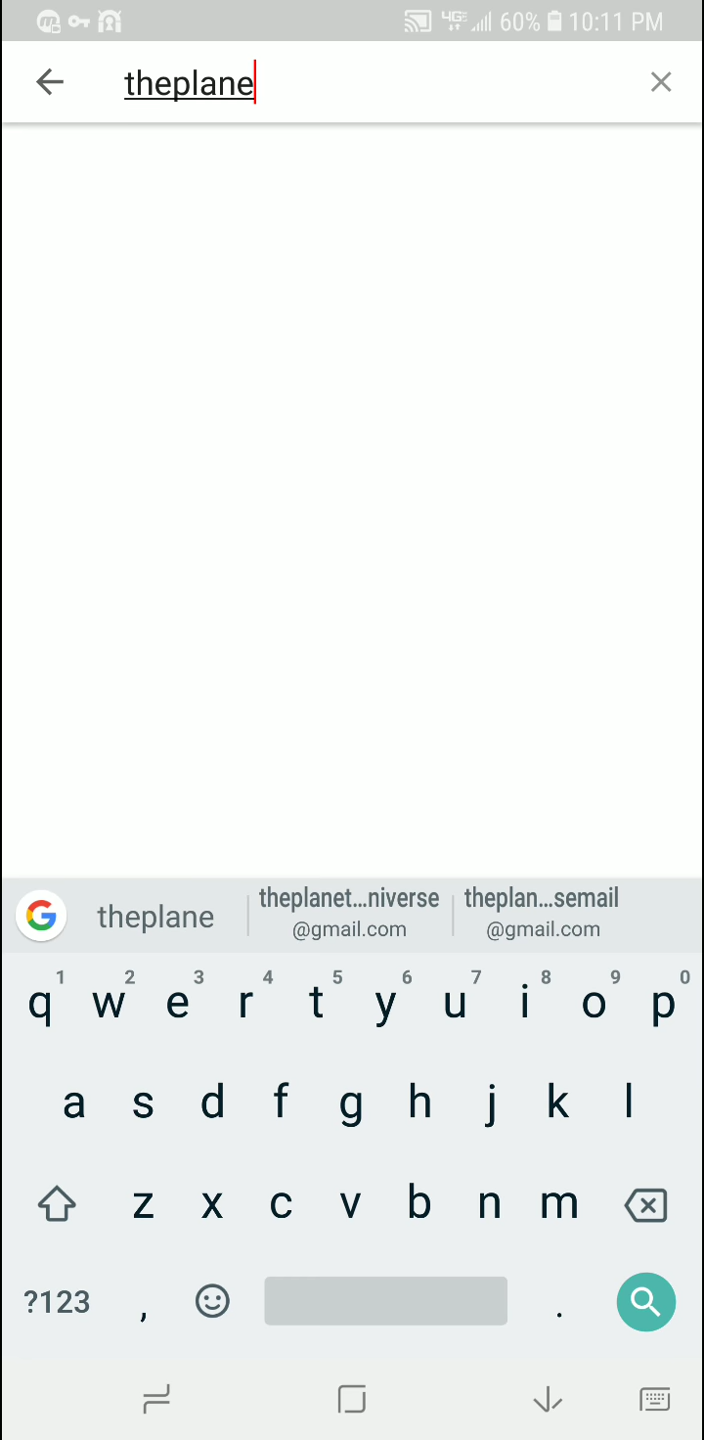 4GE 60% 10:11 PM
theplane
theplane theplanet...niverse @gmail.com theplan...semail @gmail.com
1 2 3 4 5 6 7 8 9 0
q w e r t y u i o p
a s d f g h j k l
z x c v b n m
?123 , .